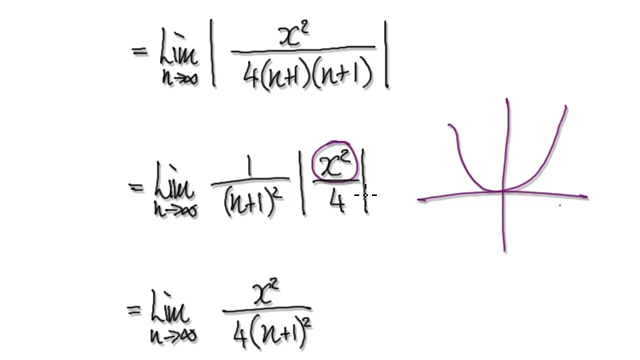 = Lim n→∞ | x² / 4(n+1)(n+1) |
= Lim n→∞ 1 / (n+1)² | x² / 4 |
= Lim n→∞ x² / 4(n+1)²